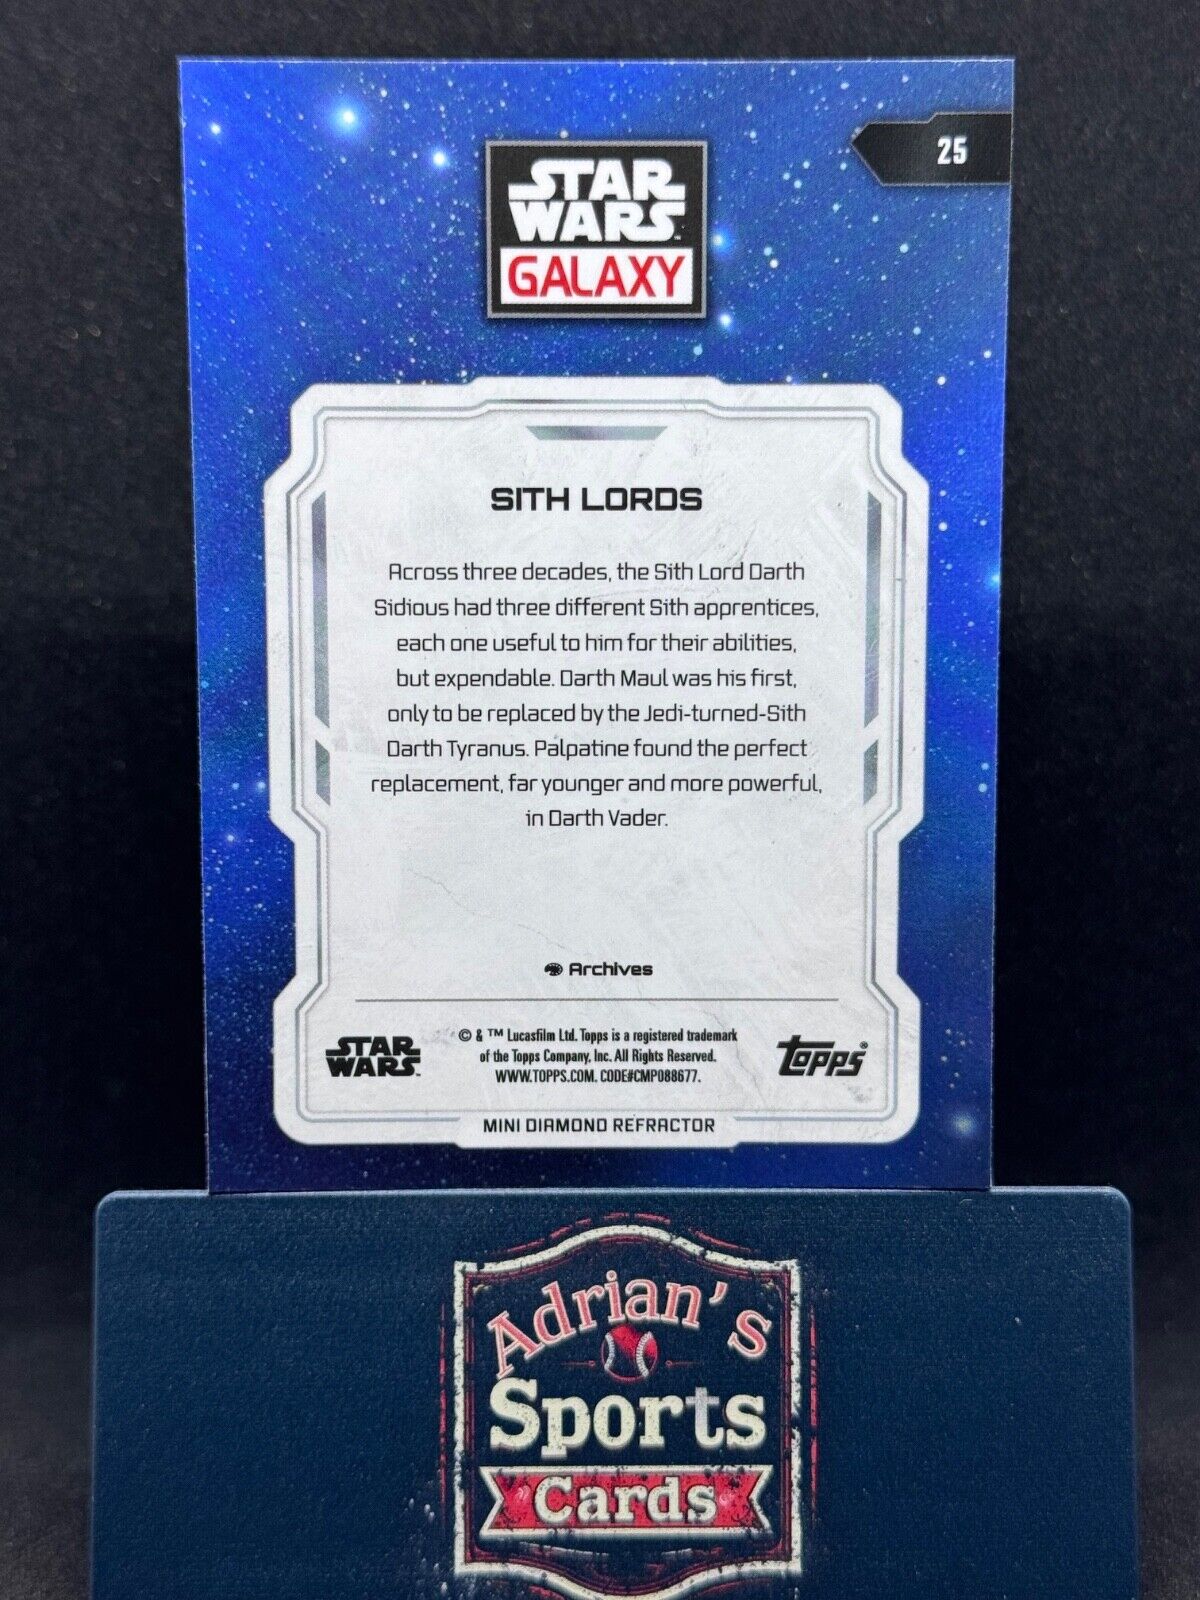 25
STAR
WARS™
GALAXY
SITH LORDS
Across three decades, the Sith Lord Darth
Sidious had three different Sith apprentices,
each one useful to him for their abilities,
but expendable. Darth Maul was his first,
only to be replaced by the Jedi-turned-Sith
Darth Tyranus. Palpatine found the perfect
replacement, far younger and more powerful,
in Darth Vader.
Archives
STAR
WARS™
© & ™ Lucasfilm Ltd. Topps is a registered trademark
of the Topps Company, Inc. All Rights Reserved.
WWW.TOPPS.COM. CODE#CMP088677.
Topps®
MINI DIAMOND REFRACTOR
Adrian's
Sports
Cards